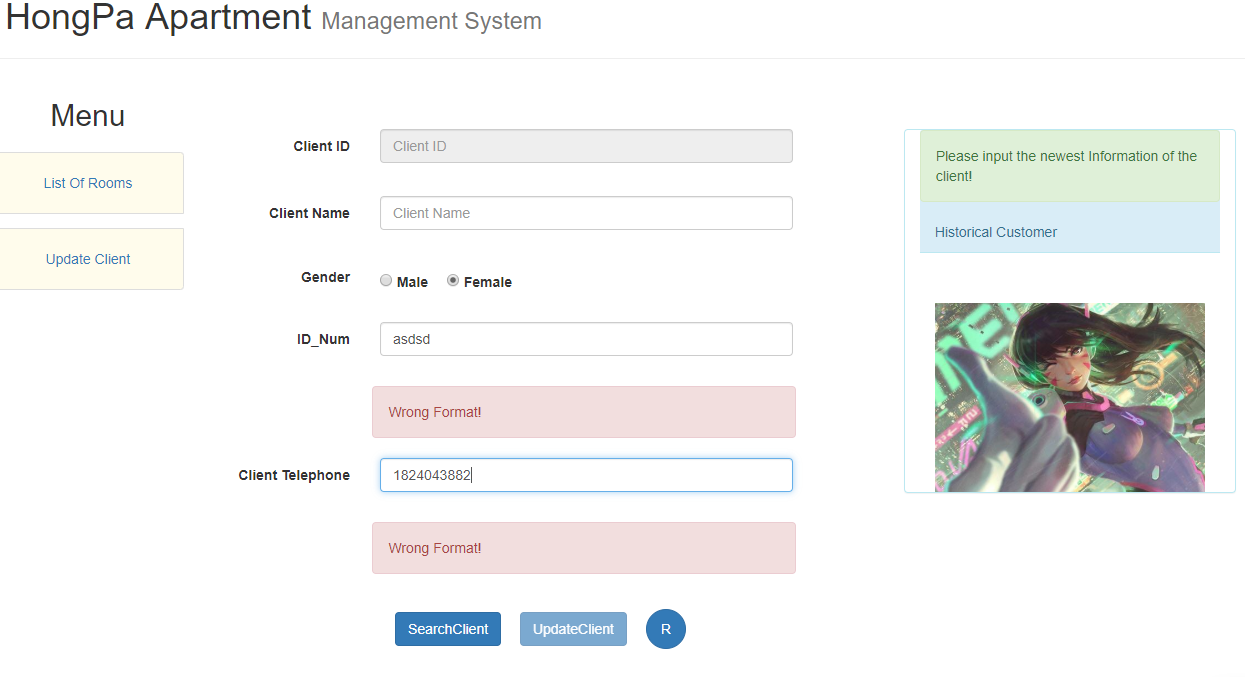 HongPa Apartment Management System
Menu
List Of Rooms
Update Client
Client ID
Client ID
Client Name
Client Name
Gender
Male
Female
ID_Num
asdsd
Wrong Format!
Client Telephone
1824043882
Wrong Format!
SearchClient
UpdateClient
R
Please input the newest Information of the
client!
Historical Customer